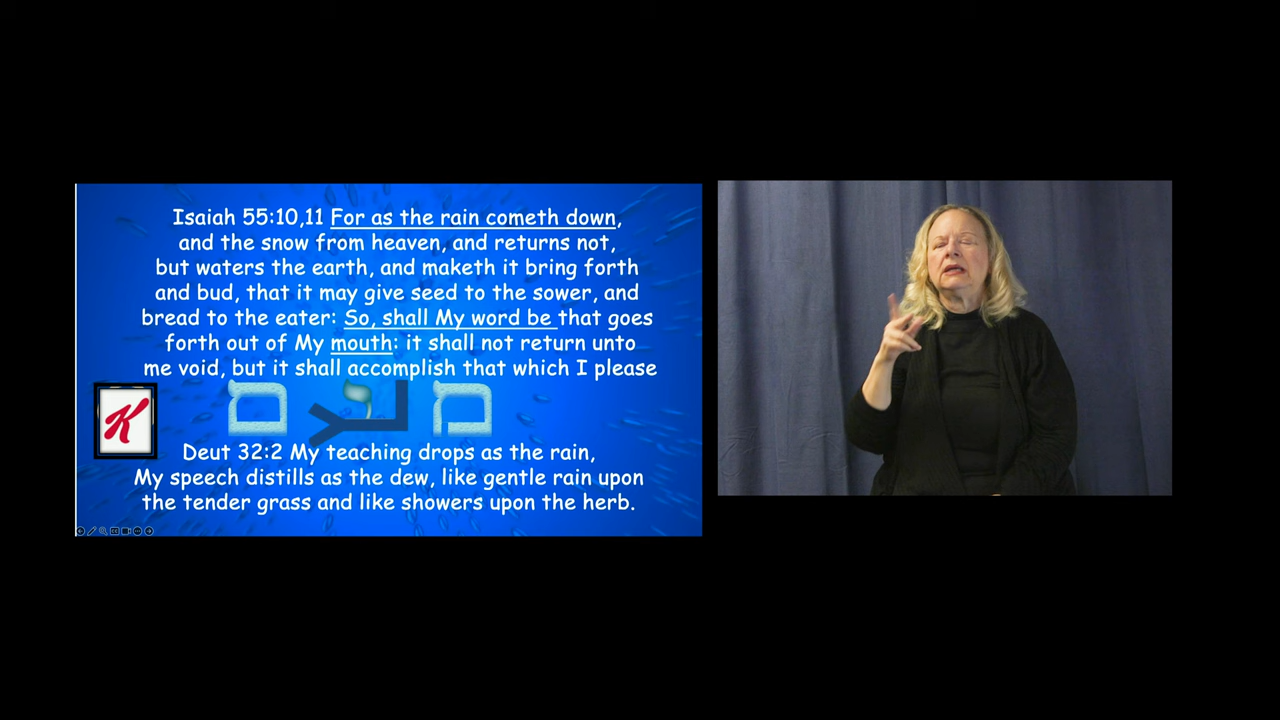 Isaiah 55:10,11 For as the rain cometh down,
and the snow from heaven, and returns not,
but waters the earth, and maketh it bring forth
and bud, that it may give seed to the sower, and
bread to the eater: So, shall My word be that goes
forth out of My mouth: it shall not return unto
me void, but it shall accomplish that which I please
K
מים
Deut 32:2 My teaching drops as the rain,
My speech distills as the dew, like gentle rain upon
the tender grass and like showers upon the herb.